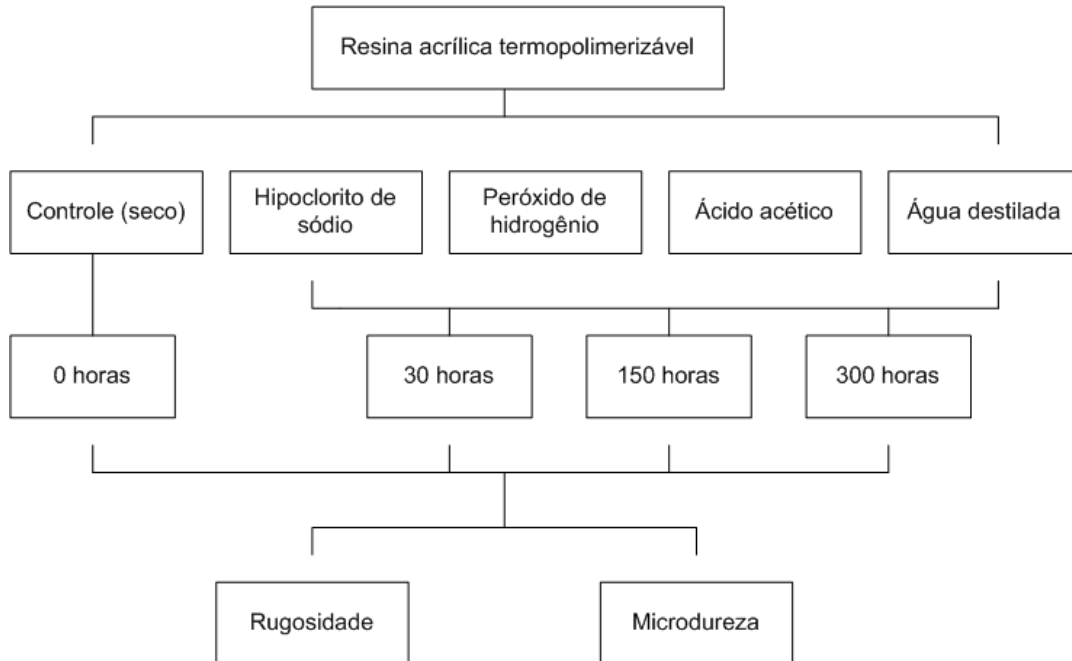 Resina acrílica termopolimerizável
Controle (seco)
Hipoclorito de
sódio
Peróxido de
hidrogênio
Ácido acético
Água destilada
0 horas
30 horas
150 horas
300 horas
Rugosidade
Microdureza